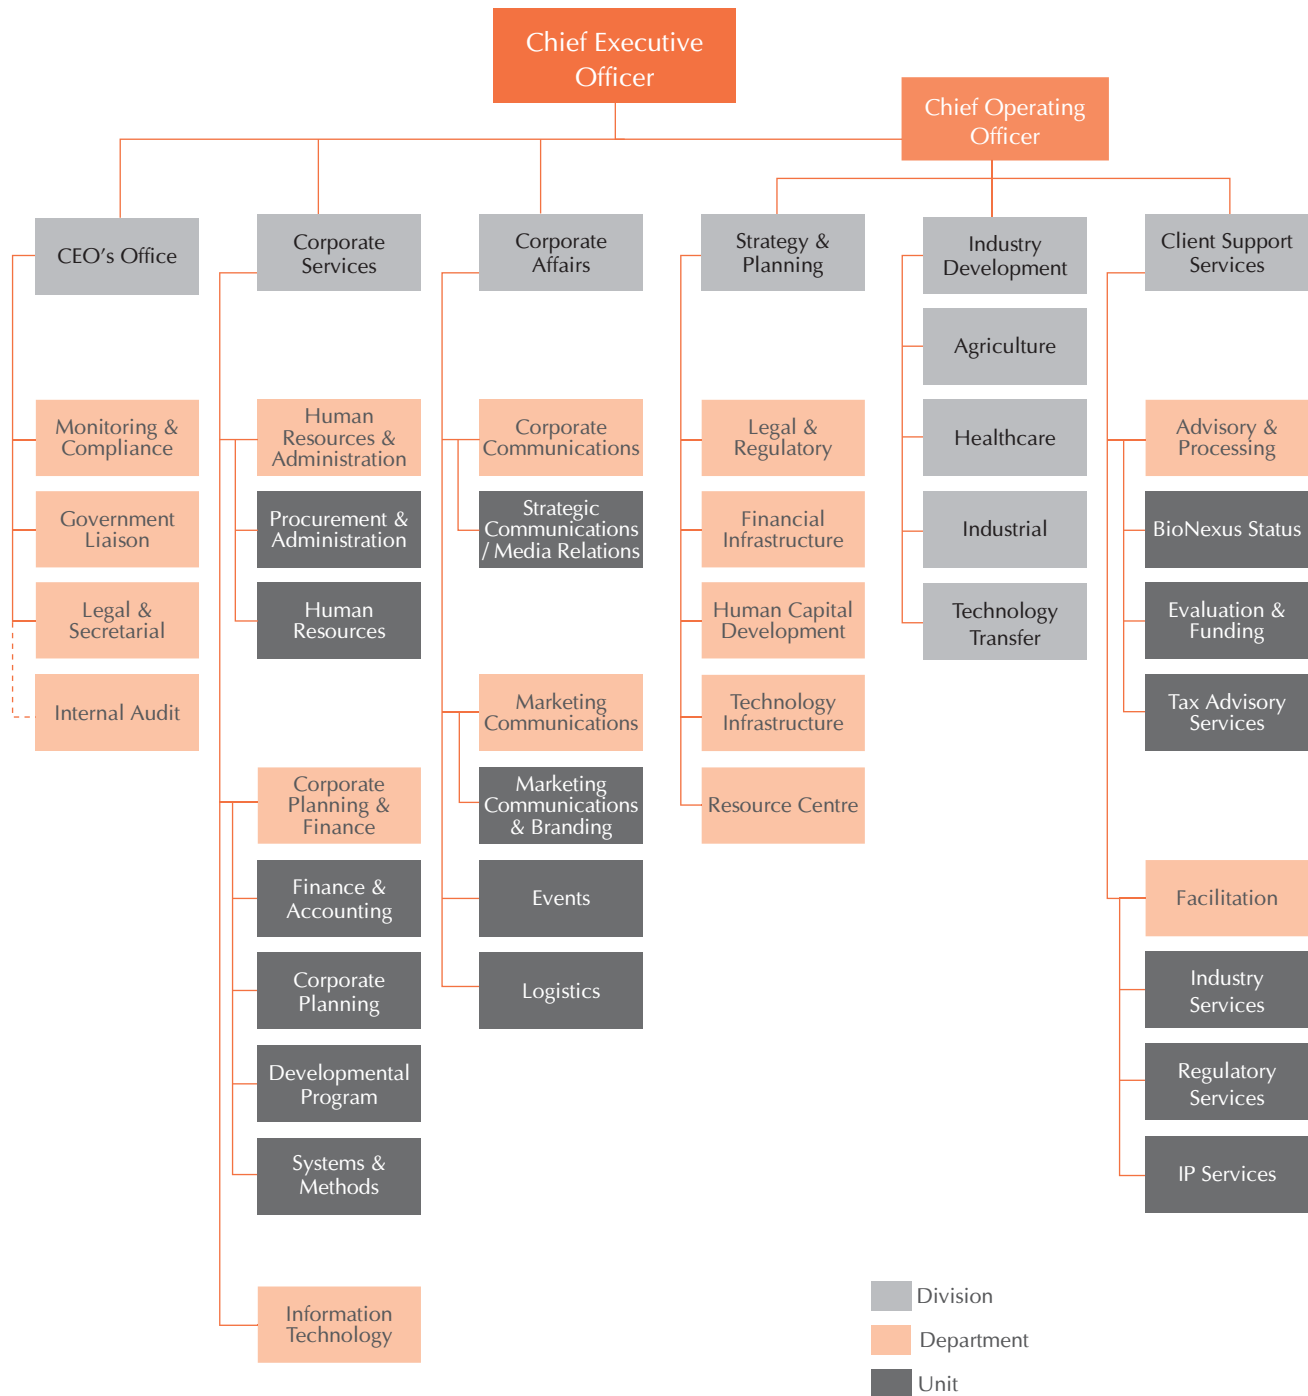 Chief Executive
Officer
Chief Operating
Officer
CEO's Office
Monitoring &
Compliance
Government
Liaison
Legal &
Secretarial
Internal Audit
Corporate
Services
Human
Resources &
Administration
Procurement &
Administration
Human
Resources
Corporate
Planning &
Finance
Finance &
Accounting
Corporate
Planning
Developmental
Program
Systems &
Methods
Information
Technology
Corporate
Affairs
Corporate
Communications
Strategic
Communications
/ Media Relations
Marketing
Communications
Marketing
Communications
& Branding
Events
Logistics
Strategy &
Planning
Legal &
Regulatory
Financial
Infrastructure
Human Capital
Development
Technology
Infrastructure
Resource Centre
Industry
Development
Agriculture
Healthcare
Industrial
Technology
Transfer
Client Support
Services
Advisory &
Processing
BioNexus Status
Evaluation &
Funding
Tax Advisory
Services
Facilitation
Industry
Services
Regulatory
Services
IP Services
Division
Department
Unit